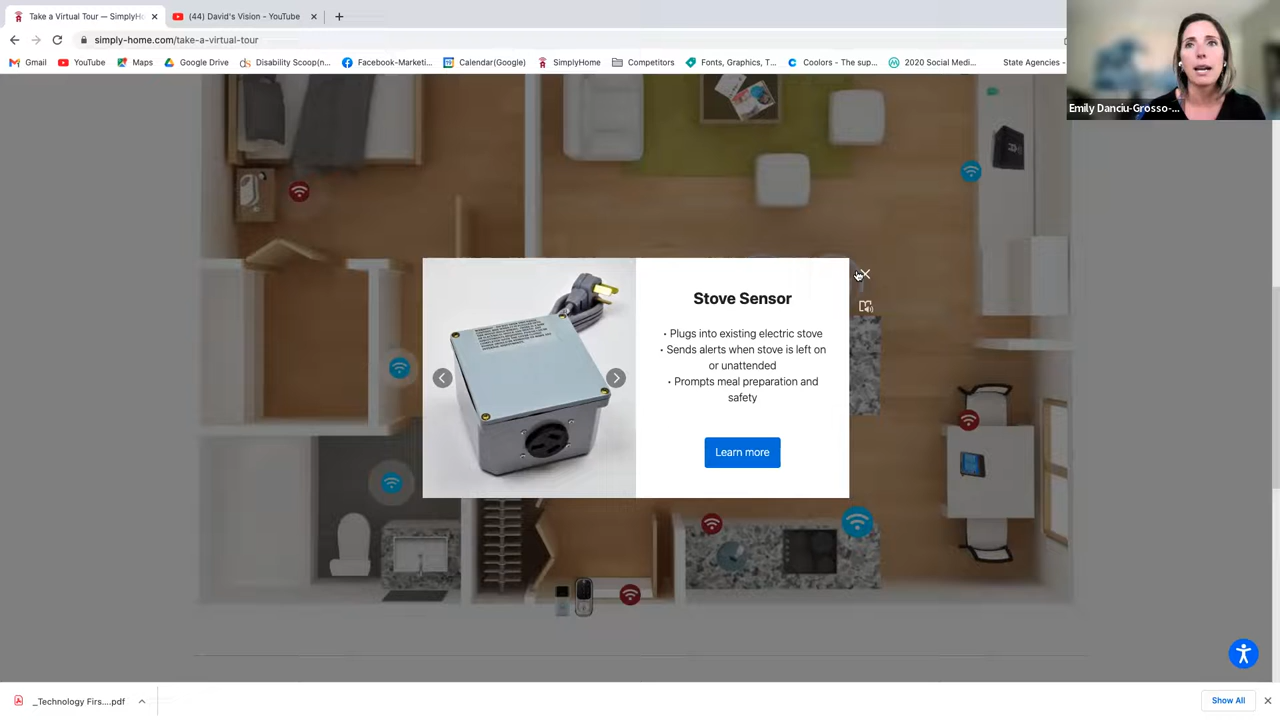 Take a Virtual Tour — SimplyHo
(44) David's Vision - YouTube
simply-home.com/take-a-virtual-tour
Gmail
YouTube
Maps
Google Drive
Disability Scoop(n...
Facebook-Marketi...
Calendar(Google)
SimplyHome
Competitors
Fonts, Graphics, T...
Coolors - The sup...
2020 Social Medi...
State Agencies -
Emily Danciu-Grosso-...
Stove Sensor
• Plugs into existing electric stove
• Sends alerts when stove is left on
or unattended
• Prompts meal preparation and
safety
Learn more
_Technology Firs....pdf
Show All